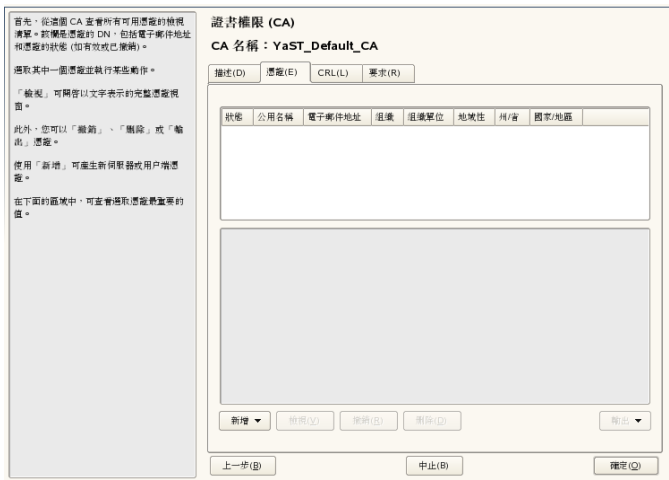 首先，從這個 CA 查看所有可用憑證的檢視
清單。該欄是憑證的 DN，包括電子郵件地址
和憑證的狀態 (如有效或已撤銷)。
選取其中一個憑證並執行某些動作。
「檢視」可開啓以文字表示的完整憑證視
窗。
此外，您可以「撤銷」、「刪除」或「輸
出」憑證。
使用「新增」可產生新伺服器或用戶端憑
證。
在下面的區域中，可查看選取憑證最重要的
值。
證書權限 (CA)
CA 名稱：YaST_Default_CA
描述(D) 憑證(E) CRL(L) 要求(R)
狀態 公用名稱 電子郵件地址 組織 組織單位 地域性 州/省 國家/地區
新增 檢視(V) 撤銷(R) 刪除(D) 輸出
上一步(B) 中止(B) 確定(O)